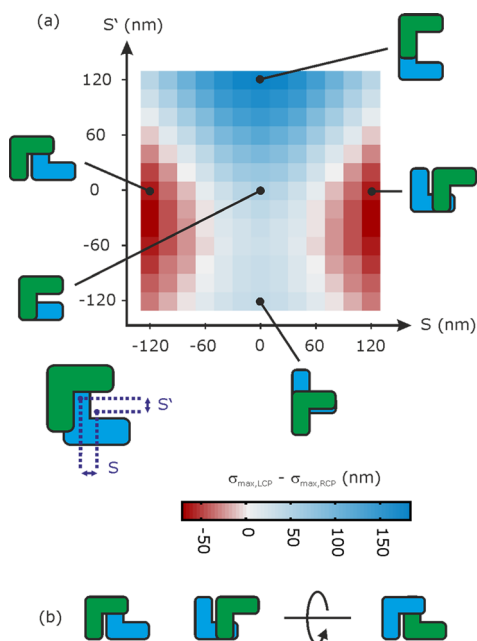 (a)
S' (nm)
120
60
0
-60
-120
-120 -60 0 60 120
S (nm)
S'
S
σmax,LCP - σmax,RCP (nm)
-50 0 50 100 150
(b)